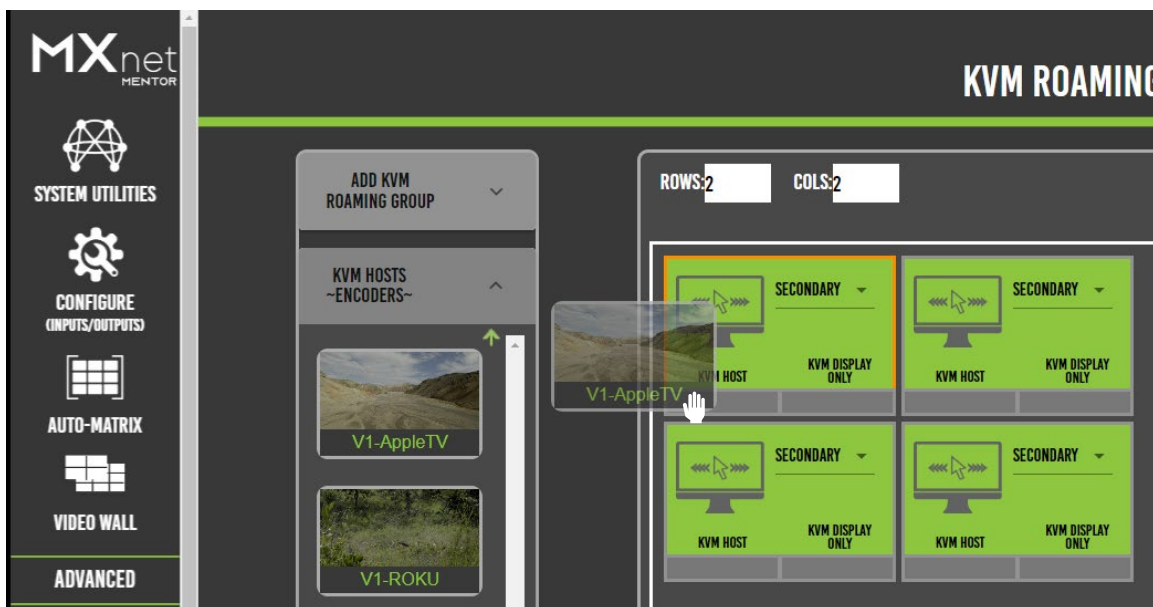 MXnet
MENTOR
SYSTEM UTILITIES
CONFIGURE
(INPUTS/OUTPUTS)
AUTO-MATRIX
VIDEO WALL
ADVANCED
KVM ROAMING
ADD KVM
ROAMING GROUP
KVM HOSTS
~ENCODERS~
V1-AppleTV
V1-ROKU
V1-AppleTV
ROWS:2 COLS:2
SECONDARY
KVM HOST
KVM DISPLAY
ONLY
SECONDARY
KVM HOST
KVM DISPLAY
ONLY
SECONDARY
KVM HOST
KVM DISPLAY
ONLY
SECONDARY
KVM HOST
KVM DISPLAY
ONLY